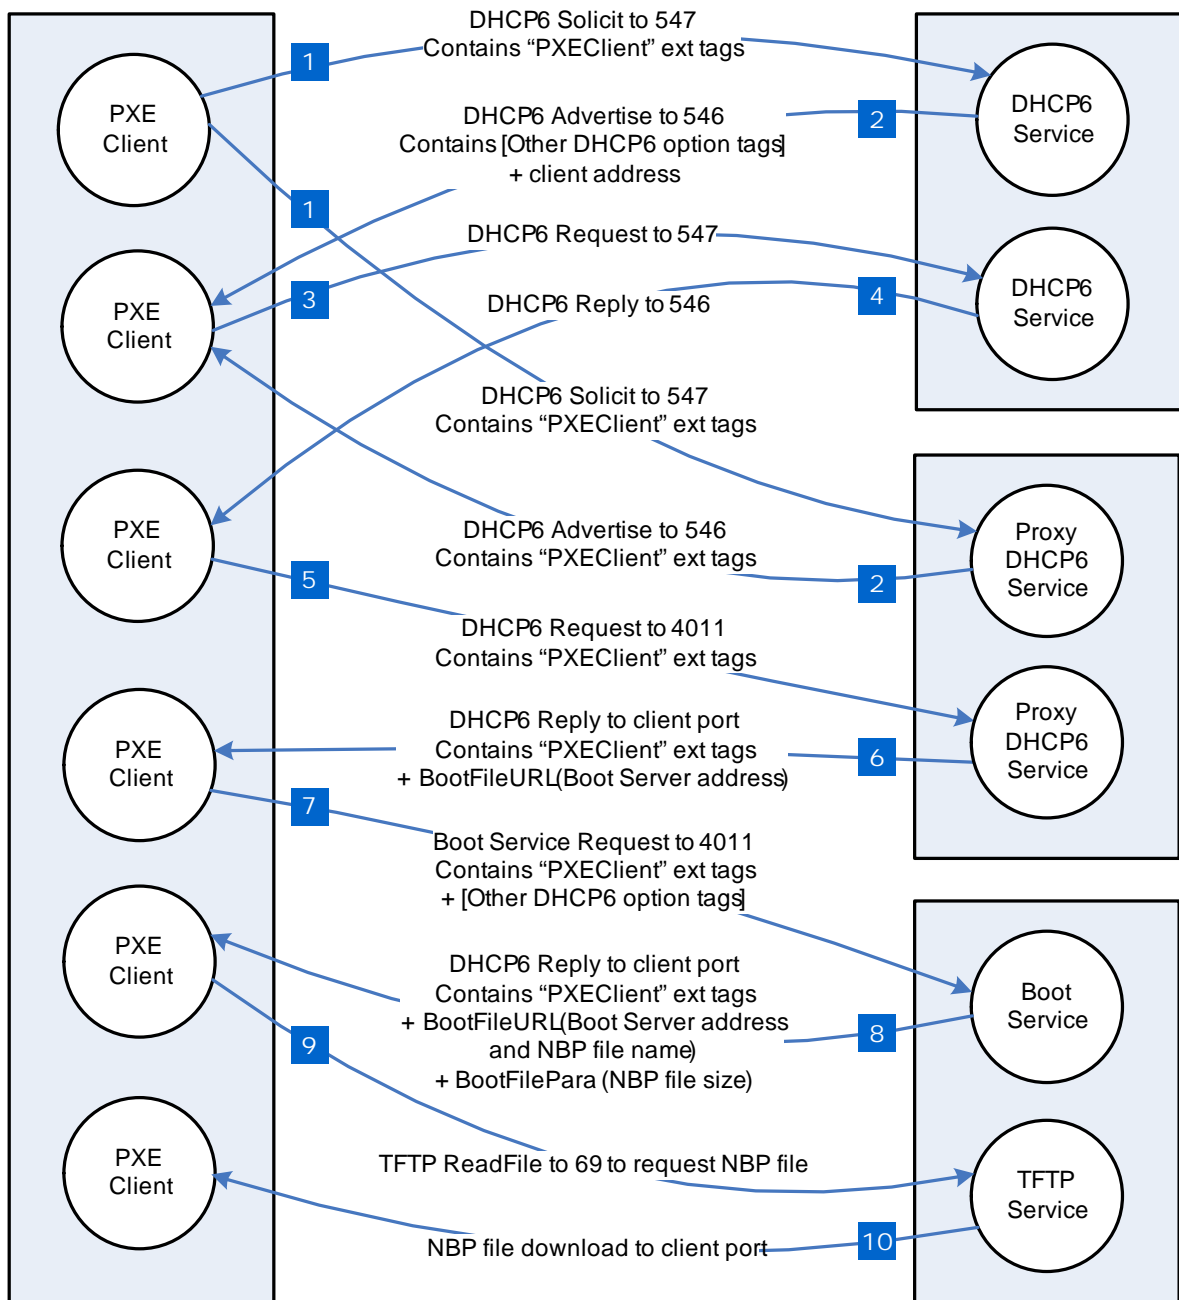 DHCP6 Solicit to 547
Contains “PXEClient” ext tags
1
PXE
Client
DHCP6
Service
DHCP6 Advertise to 546
Contains [Other DHCP6 option tags]
+ client address
2
1
DHCP6 Request to 547
3
PXE
Client
DHCP6 Reply to 546
4
DHCP6
Service
DHCP6 Solicit to 547
Contains “PXEClient” ext tags
PXE
Client
DHCP6 Advertise to 546
Contains “PXEClient” ext tags
2
Proxy
DHCP6
Service
5
DHCP6 Request to 4011
Contains “PXEClient” ext tags
Proxy
DHCP6
Service
PXE
Client
DHCP6 Reply to client port
Contains “PXEClient” ext tags
+ BootFileURL(Boot Server address)
6
7
Boot Service Request to 4011
Contains “PXEClient” ext tags
+ [Other DHCP6 option tags]
PXE
Client
DHCP6 Reply to client port
Contains “PXEClient” ext tags
+ BootFileURL(Boot Server address
and NBP file name)
+ BootFilePara (NBP file size)
8
Boot
Service
9
PXE
Client
TFTP ReadFile to 69 to request NBP file
TFTP
Service
NBP file download to client port
10